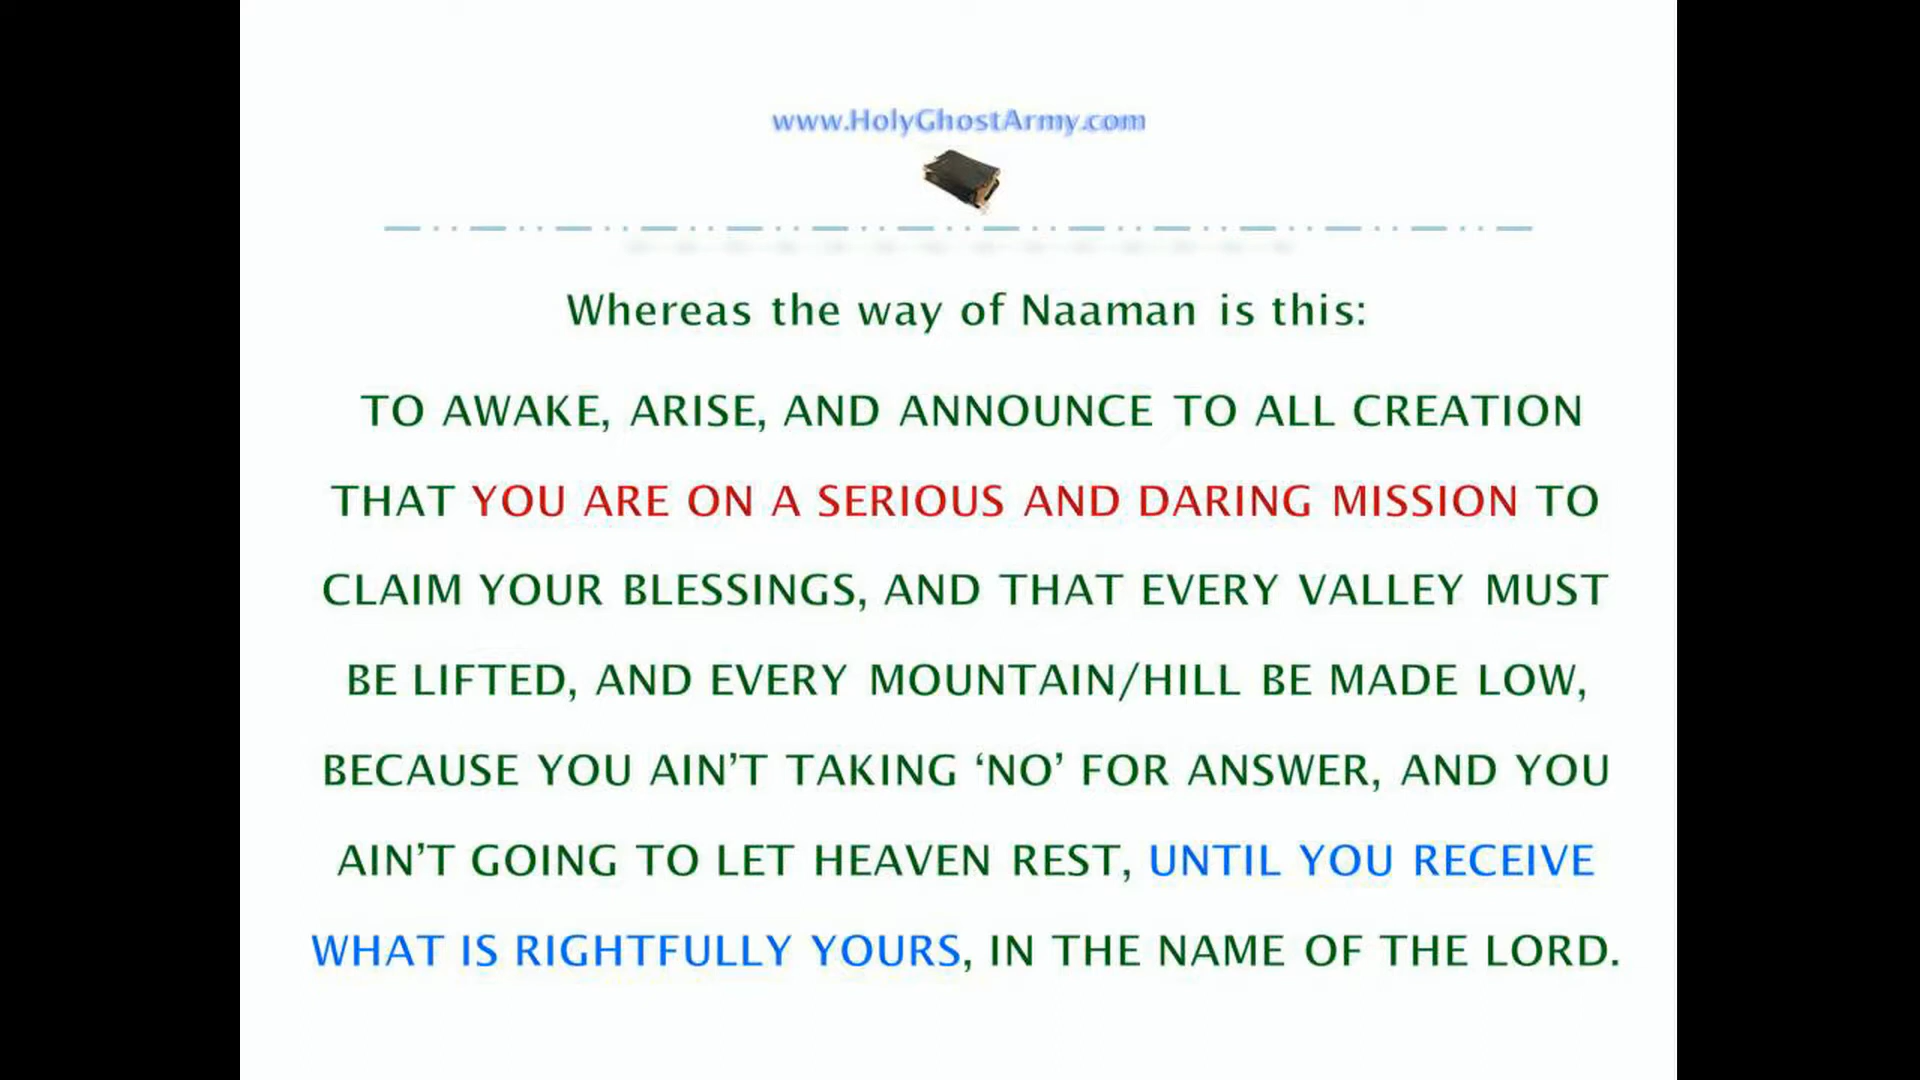 www.HolyGhostArmy.com
Whereas the way of Naaman is this:
TO AWAKE, ARISE, AND ANNOUNCE TO ALL CREATION
THAT YOU ARE ON A SERIOUS AND DARING MISSION TO
CLAIM YOUR BLESSINGS, AND THAT EVERY VALLEY MUST
BE LIFTED, AND EVERY MOUNTAIN/HILL BE MADE LOW,
BECAUSE YOU AIN’T TAKING ‘NO’ FOR ANSWER, AND YOU
AIN’T GOING TO LET HEAVEN REST, UNTIL YOU RECEIVE
WHAT IS RIGHTFULLY YOURS, IN THE NAME OF THE LORD.